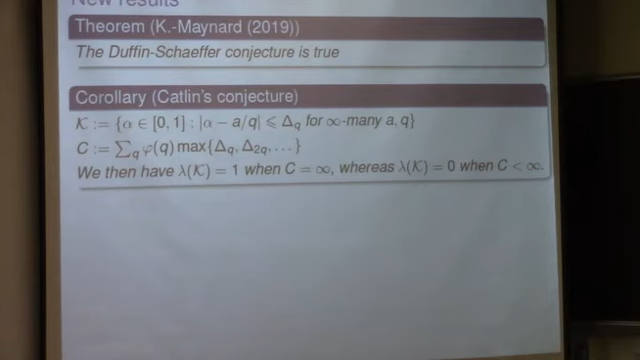 New results
Theorem (K.-Maynard (2019))
The Duffin-Schaeffer conjecture is true
Corollary (Catlin's conjecture)
𝒦 := {α ∈ [0, 1] : |α − a/q| ⩽ Δ_q for ∞-many a, q}
C := ∑_q φ(q) max{Δ_q, Δ_{2q}, . . . }
We then have λ(𝒦) = 1 when C = ∞, whereas λ(𝒦) = 0 when C < ∞.